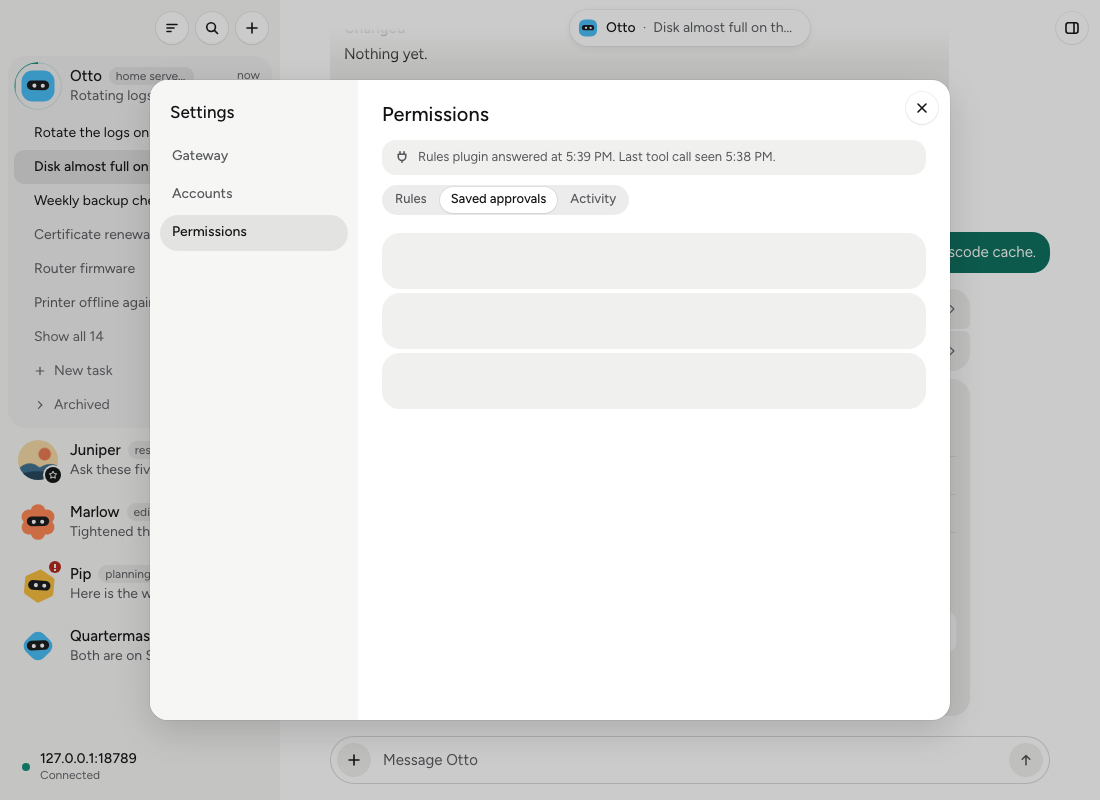 Otto · Disk almost full on th...
Changed
Nothing yet.
Otto home serve... now
Rotating logs
Rotate the logs on
Disk almost full on
Weekly backup che
Certificate renewa
Router firmware
Printer offline again
Show all 14
New task
Archived
Juniper res
Ask these fiv
Marlow edi
Tightened th
Pip planning
Here is the w
Quartermas
Both are on S
127.0.0.1:18789
Connected
Settings
Gateway
Accounts
Permissions
Permissions
Rules plugin answered at 5:39 PM. Last tool call seen 5:38 PM.
Rules Saved approvals Activity
scode cache.
Message Otto